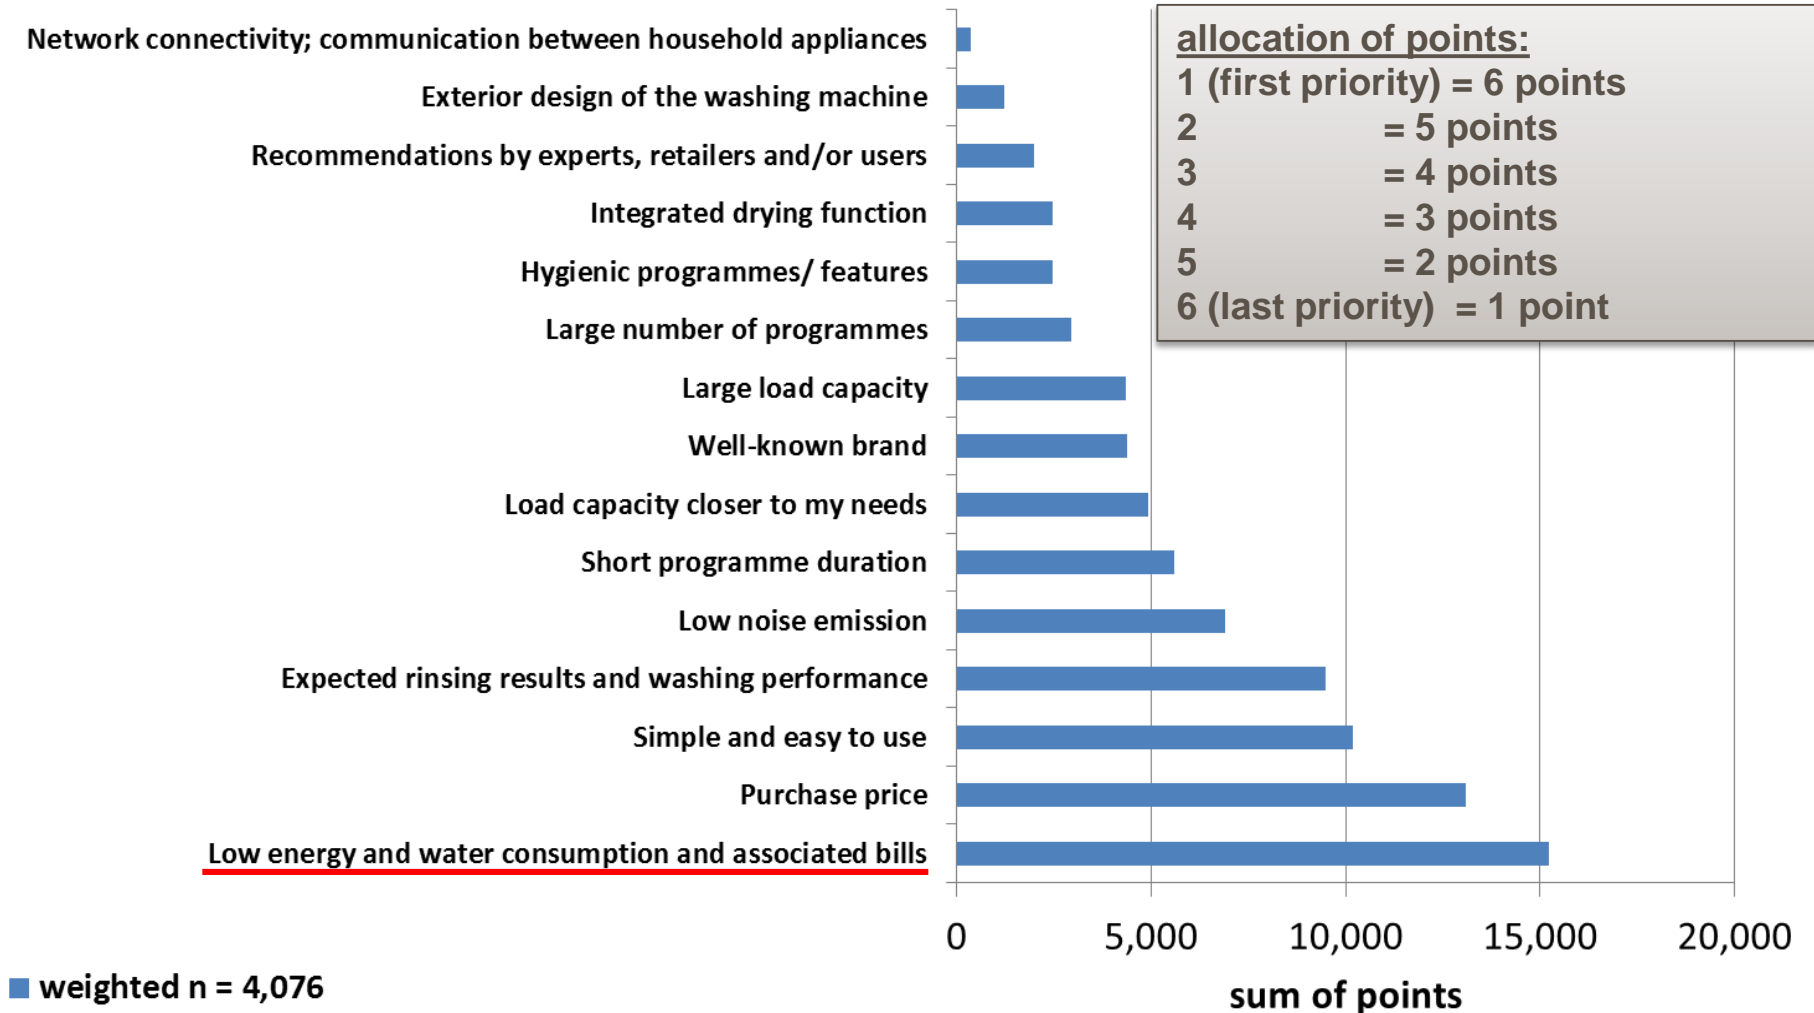 Network connectivity; communication between household appliances
Exterior design of the washing machine
Recommendations by experts, retailers and/or users
Integrated drying function
Hygienic programmes/ features
Large number of programmes
Large load capacity
Well-known brand
Load capacity closer to my needs
Short programme duration
Low noise emission
Expected rinsing results and washing performance
Simple and easy to use
Purchase price
Low energy and water consumption and associated bills
allocation of points:
1 (first priority) = 6 points
2 = 5 points
3 = 4 points
4 = 3 points
5 = 2 points
6 (last priority) = 1 point
0 5,000 10,000 15,000 20,000
sum of points
weighted n = 4,076